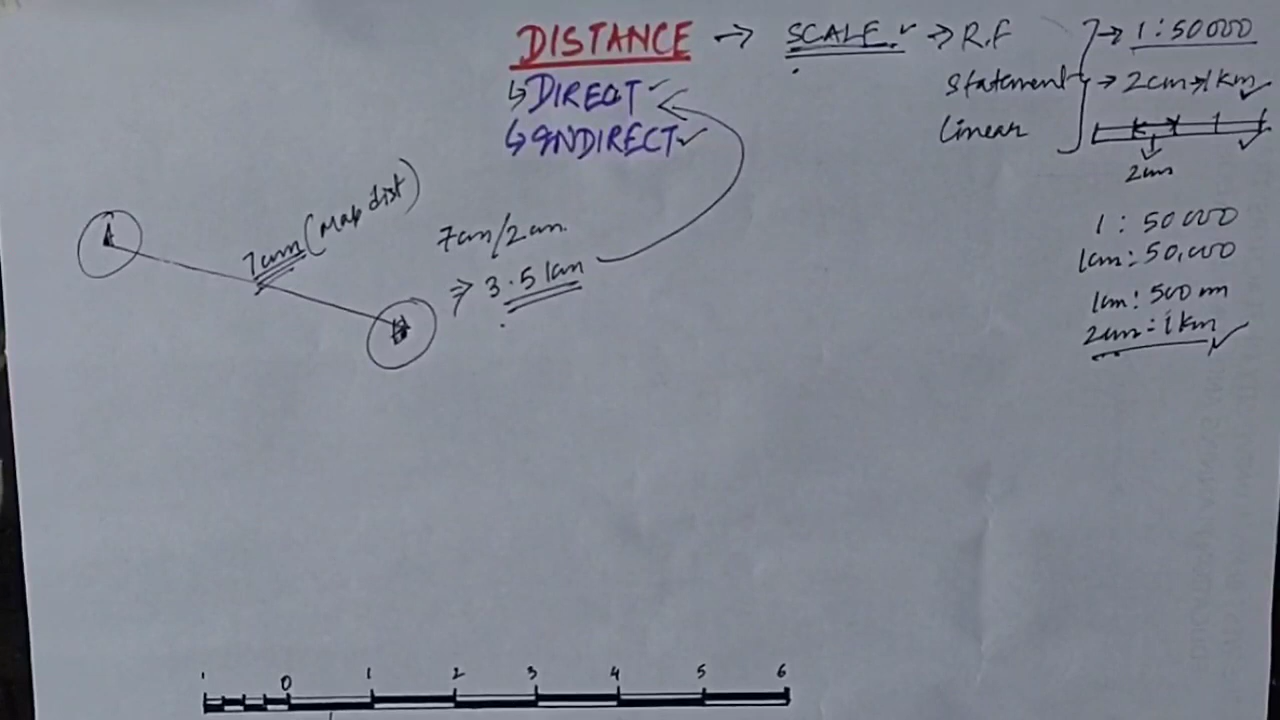 DISTANCE → SCALE ✓ → R.F → 1:50000
↳ DIRECT ✓
Statement → 2cm → 1km ✓
↳ INDIRECT ✓
Linear
2cm
A
7cm (Map dist)
B
7cm/2cm.
⇒ 3.5 km
1 : 50000
1cm : 50,000
1cm : 500 m
2cm = 1km ✓
1 0 1 2 3 4 5 6